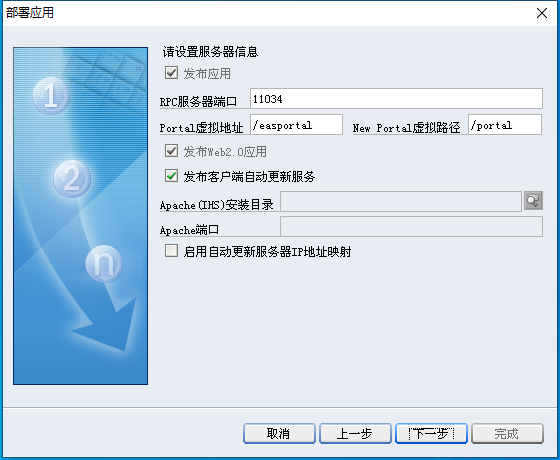 部署应用
1
2
n
请设置服务器信息
发布应用
RPC服务器端口 11034
Portal虚拟地址 /easportal New Portal虚拟路径 /portal
发布Web2.0应用
发布客户端自动更新服务
Apache(IHS)安装目录
Apache端口
启用自动更新服务器IP地址映射
取消 上一步 下一步 完成